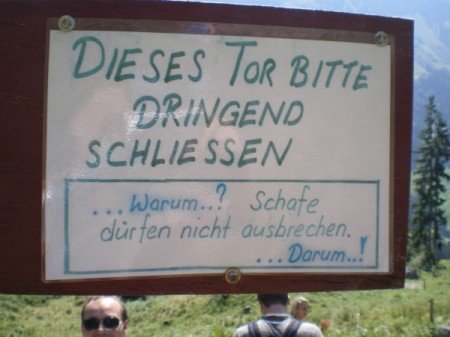 DIESES TOR BITTE
DRINGEND
SCHLIESSEN
...Warum..? Schafe
dürfen nicht ausbrechen.
...Darum...!